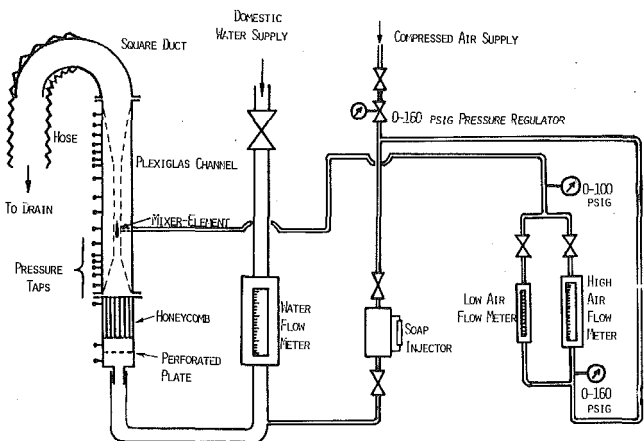 Domestic
Water Supply
Square Duct
Compressed Air Supply
0-160 psig Pressure Regulator
Hose
Plexiglas Channel
0-100
psig
To Drain
Mixer-Element
Pressure
Taps
Honeycomb
Water
Flow
Meter
Soap
Injector
Low Air
Flow Meter
High
Air
Flow
Meter
Perforated
Plate
0-160
psig